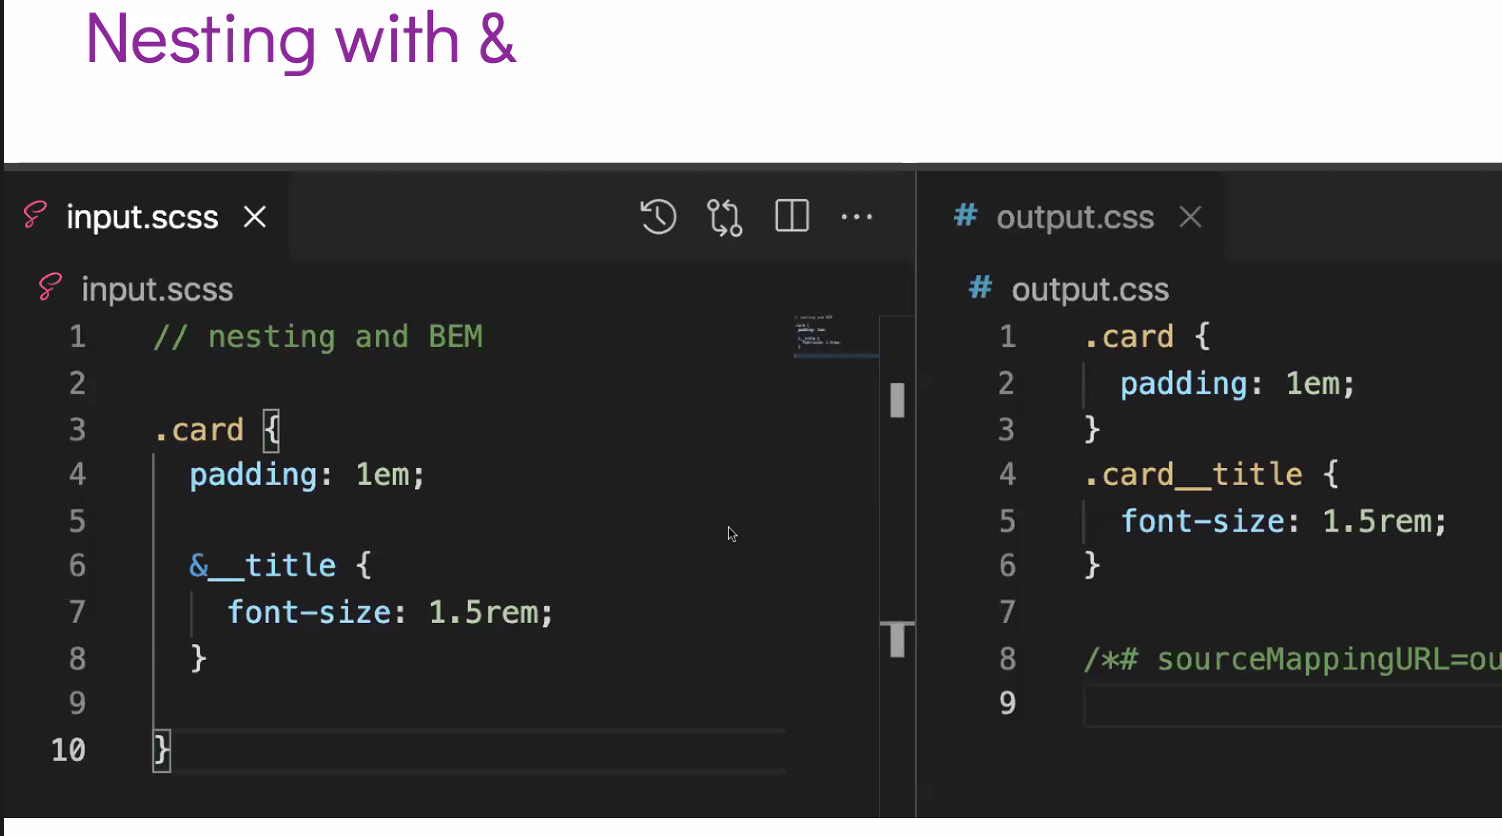 Nesting with &
input.scss
input.scss
1 // nesting and BEM
2
3 .card {
4 padding: 1em;
5
6 &__title {
7 font-size: 1.5rem;
8 }
9
10 }
output.css
output.css
1 .card {
2 padding: 1em;
3 }
4 .card__title {
5 font-size: 1.5rem;
6 }
7
8 /*# sourceMappingURL=ou
9